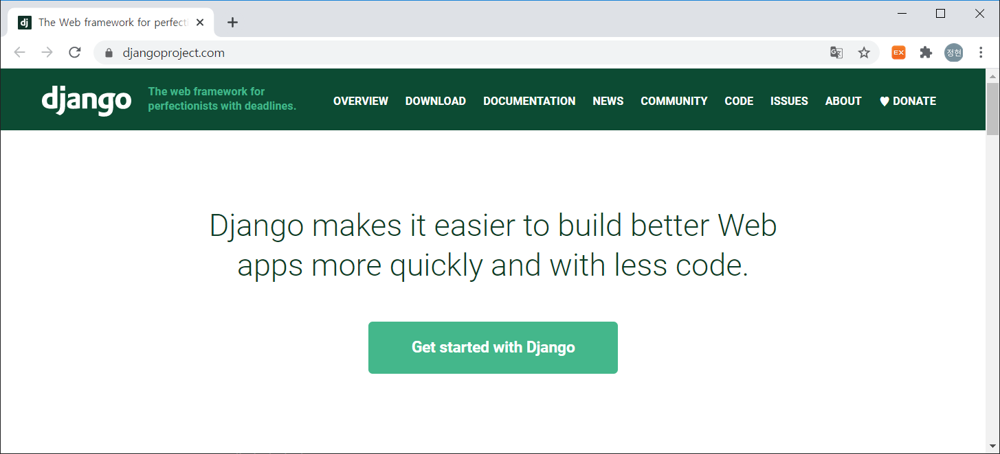 dj The Web framework for perfecti
djangoproject.com
EX
정현
django
The web framework for
perfectionists with deadlines.
OVERVIEW DOWNLOAD DOCUMENTATION NEWS COMMUNITY CODE ISSUES ABOUT ♥ DONATE
Django makes it easier to build better Web
apps more quickly and with less code.
Get started with Django